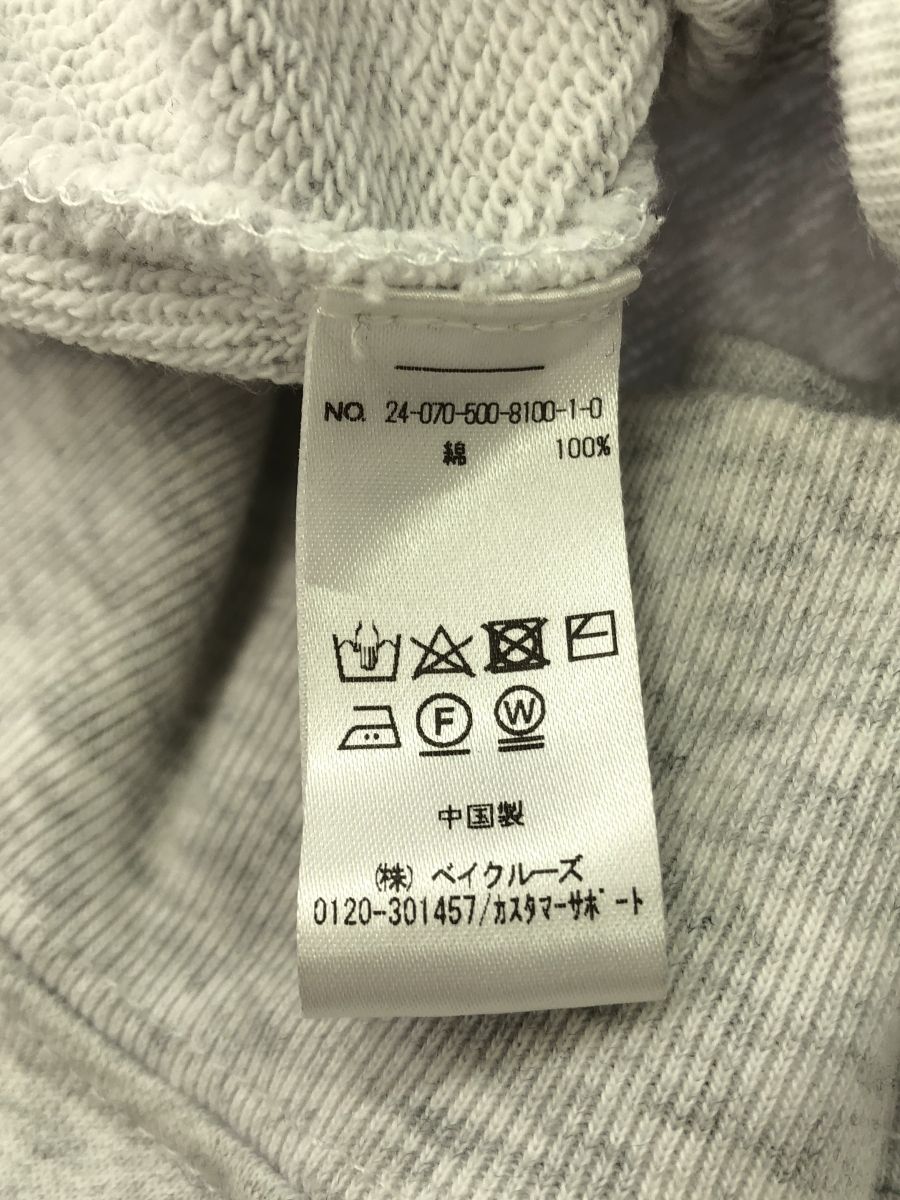 NO. 24-070-500-8100-1-0
綿 100%
F W
中国製
(株) ベイクルーズ
0120-301457/カスタマーサポート